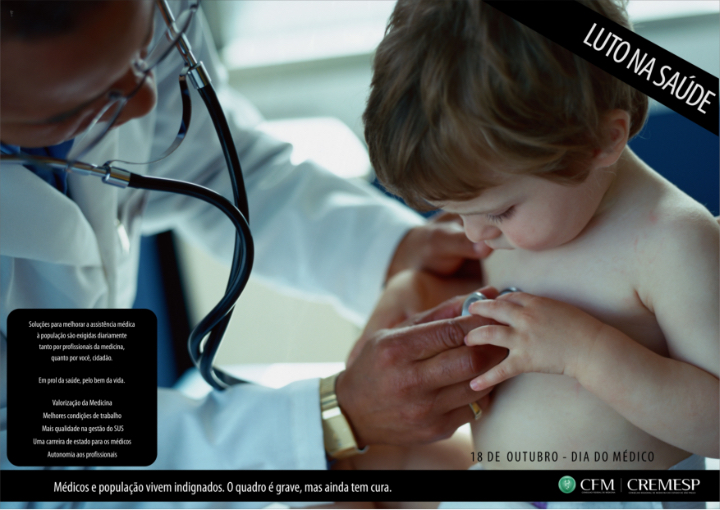 LUTO NA SAÚDE
Soluções para melhorar a assistência médica
à população são exigidas diariamente
tanto por profissionais da medicina,
quanto por você, cidadão.
Em prol da saúde, pelo bem da vida.
Valorização da Medicina
Melhores condições de trabalho
Mais qualidade na gestão do SUS
Uma carreira de estado para os médicos
Autonomia aos profissionais
18 DE OUTUBRO - DIA DO MÉDICO
Médicos e população vivem indignados. O quadro é grave, mas ainda tem cura.
CFM | CREMESP